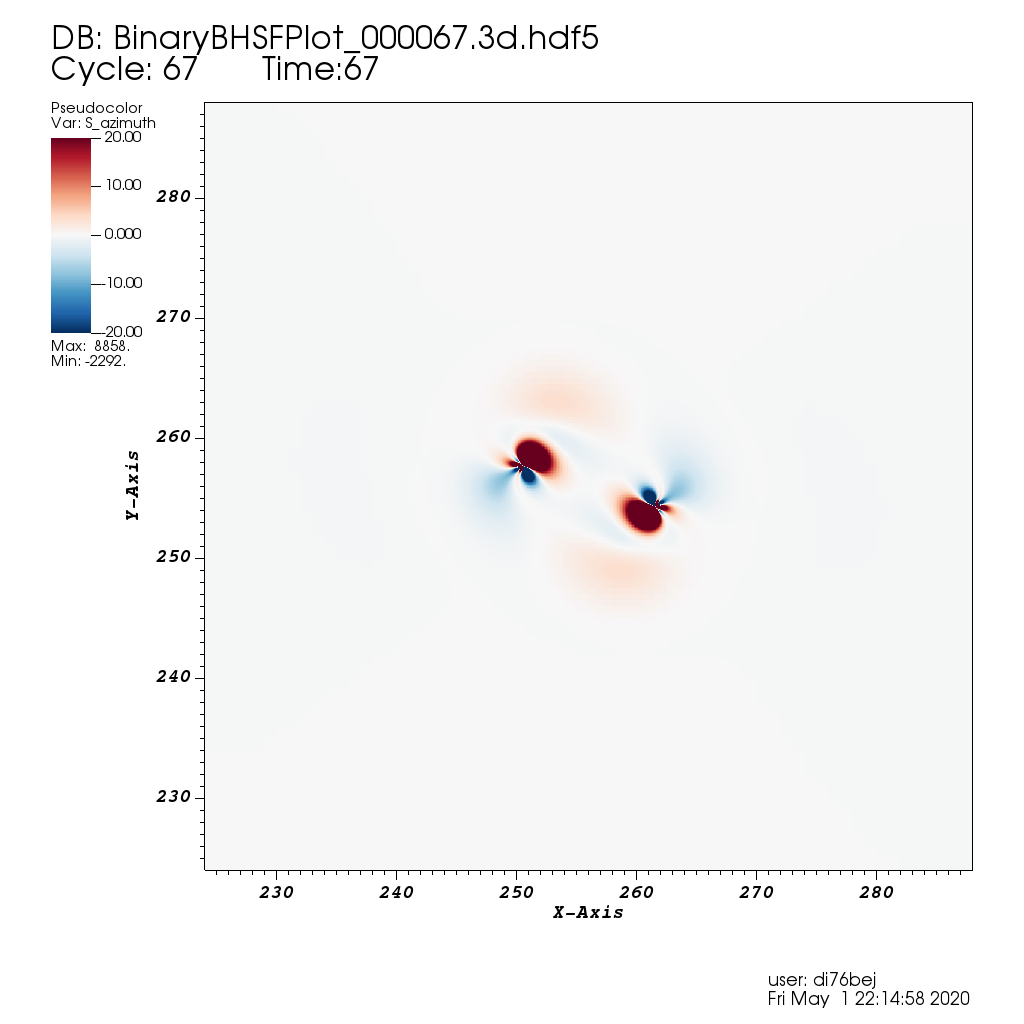 DB: BinaryBHSFPlot_000067.3d.hdf5
Cycle: 67 Time:67
Pseudocolor
Var: S_azimuth
20.00
10.00
0.000
-10.00
-20.00
Max: 8858.
Min: -2292.
280
270
260
250
240
230
Y-Axis
230 240 250 260 270 280
X-Axis
user: di76bej
Fri May 1 22:14:58 2020